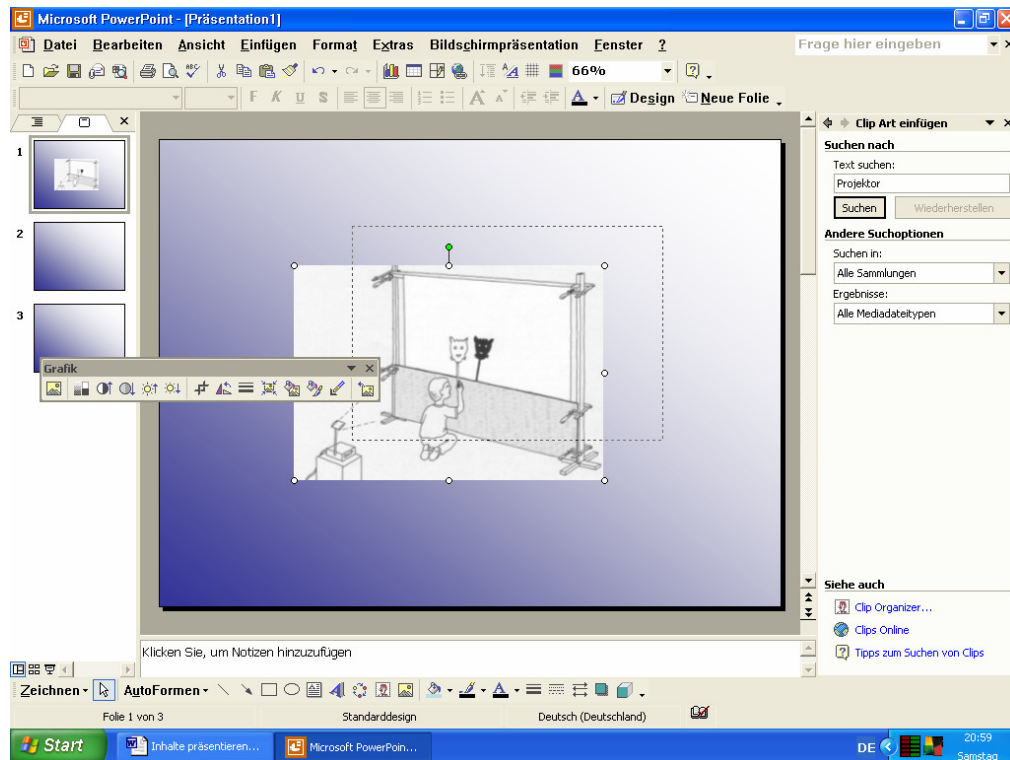 Microsoft PowerPoint - [Präsentation1]
Datei Bearbeiten Ansicht Einfügen Format Extras Bildschirmpräsentation Fenster ? Frage hier eingeben
66%
F K U S Design Neue Folie
Clip Art einfügen
Suchen nach
Text suchen:
Projektor
Suchen Wiederherstellen
Andere Suchoptionen
Suchen in:
Alle Sammlungen
Ergebnisse:
Alle Mediadateitypen
1
2
3
Grafik
Siehe auch
Clip Organizer...
Clips Online
Tipps zum Suchen von Clips
Klicken Sie, um Notizen hinzuzufügen
Zeichnen AutoFormen
Folie 1 von 3 Standarddesign Deutsch (Deutschland)
Start Inhalte präsentieren... Microsoft PowerPoin... DE 20:59
Samstag